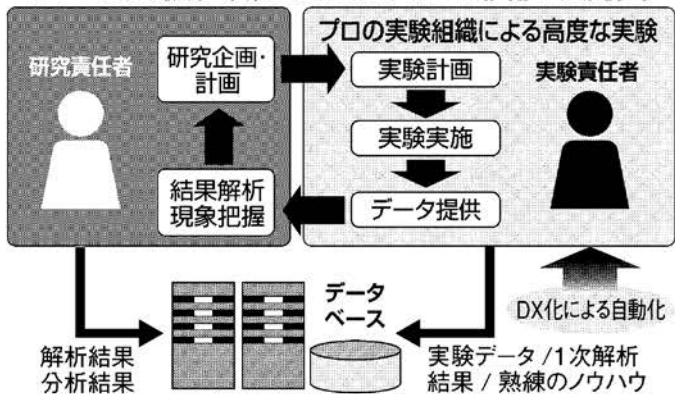 プロの実験組織による高度な実験
研究責任者
研究企画・
計画
実験計画
実験責任者
実験実施
結果解析
現象把握
データ提供
データ
ベース
DX化による自動化
解析結果
分析結果
実験データ/1次解析
結果/熟練のノウハウ